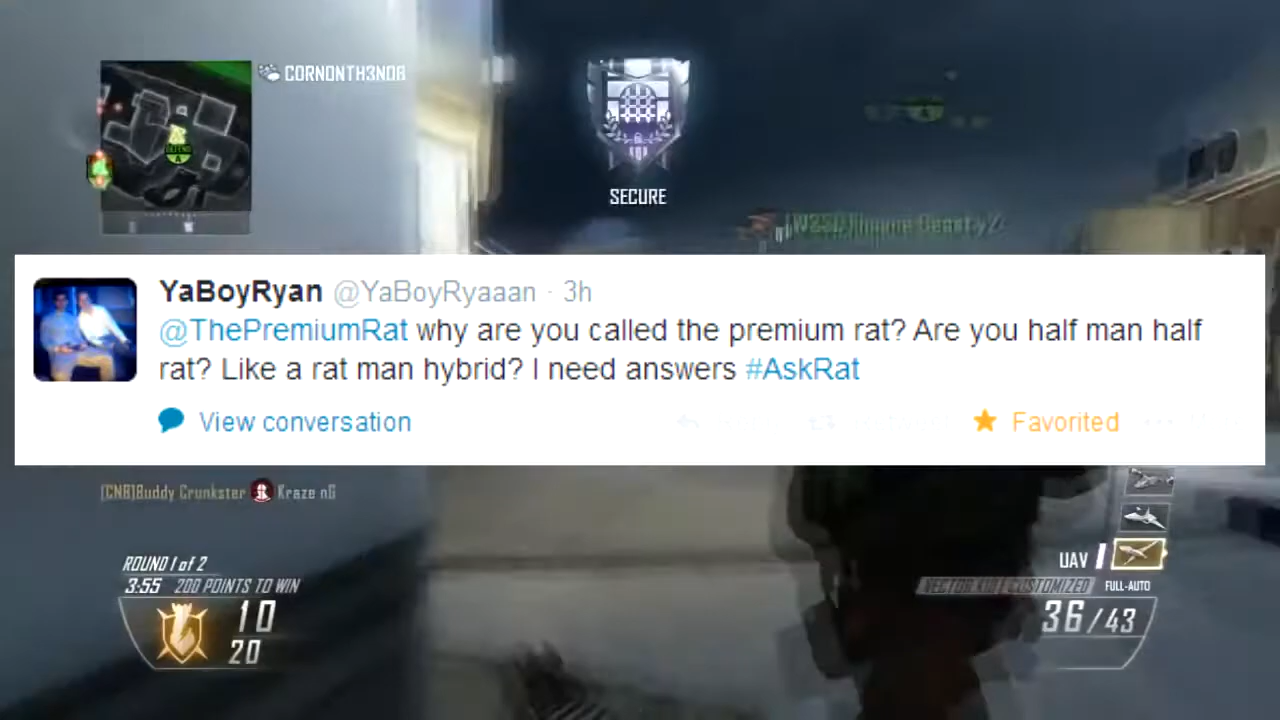 CORNONTH3NOB
SECURE
YaBoyRyan @YaBoyRyaaan · 3h
@ThePremiumRat why are you called the premium rat? Are you half man half
rat? Like a rat man hybrid? I need answers #AskRat
View conversation
Favorited
[CNB]Buddy Crunkster Kraze nG
ROUND 1 of 2
3:55 200 POINTS TO WIN
10
20
UAV
CUSTOMIZED FULL-AUTO
36/43